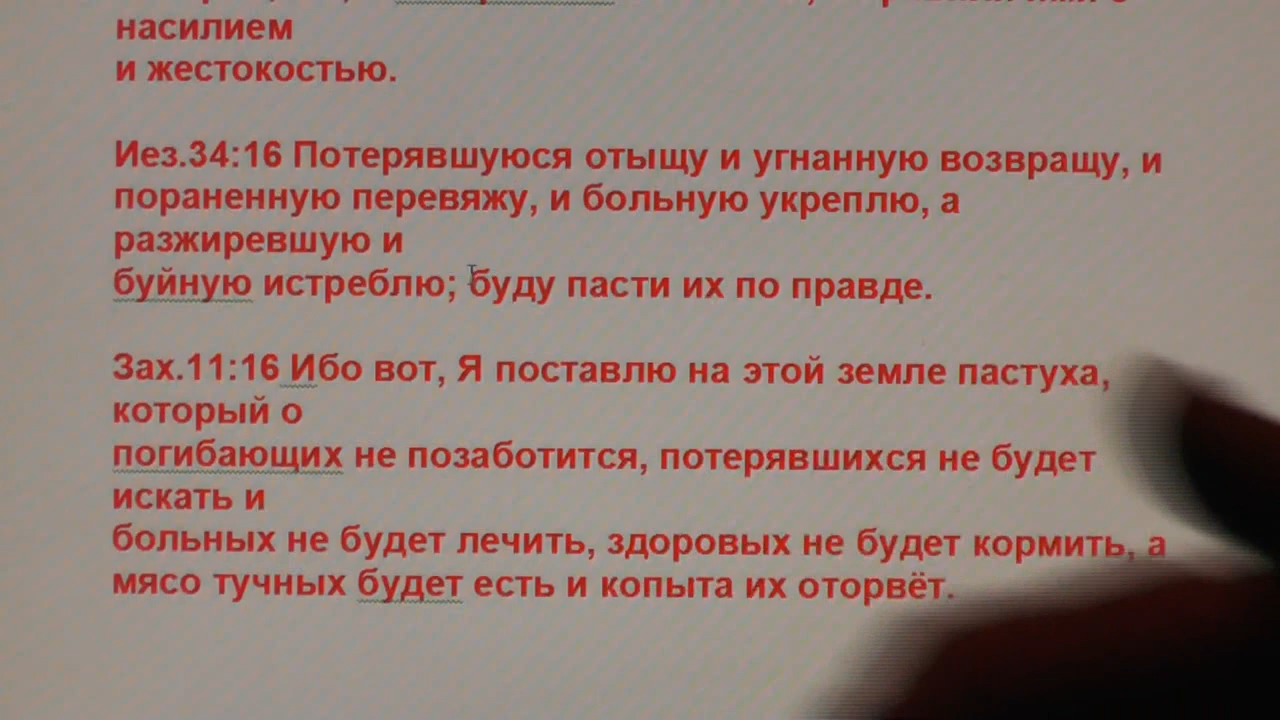 насилием
и жестокостью.
Иез.34:16 Потерявшуюся отыщу и угнанную возвращу, и
пораненную перевяжу, и больную укреплю, а
разжиревшую и
буйную истреблю; буду пасти их по правде.
Зах.11:16 Ибо вот, Я поставлю на этой земле пастуха,
который о
погибающих не позаботится, потерявшихся не будет
искать и
больных не будет лечить, здоровых не будет кормить, а
мясо тучных будет есть и копыта их оторвёт.